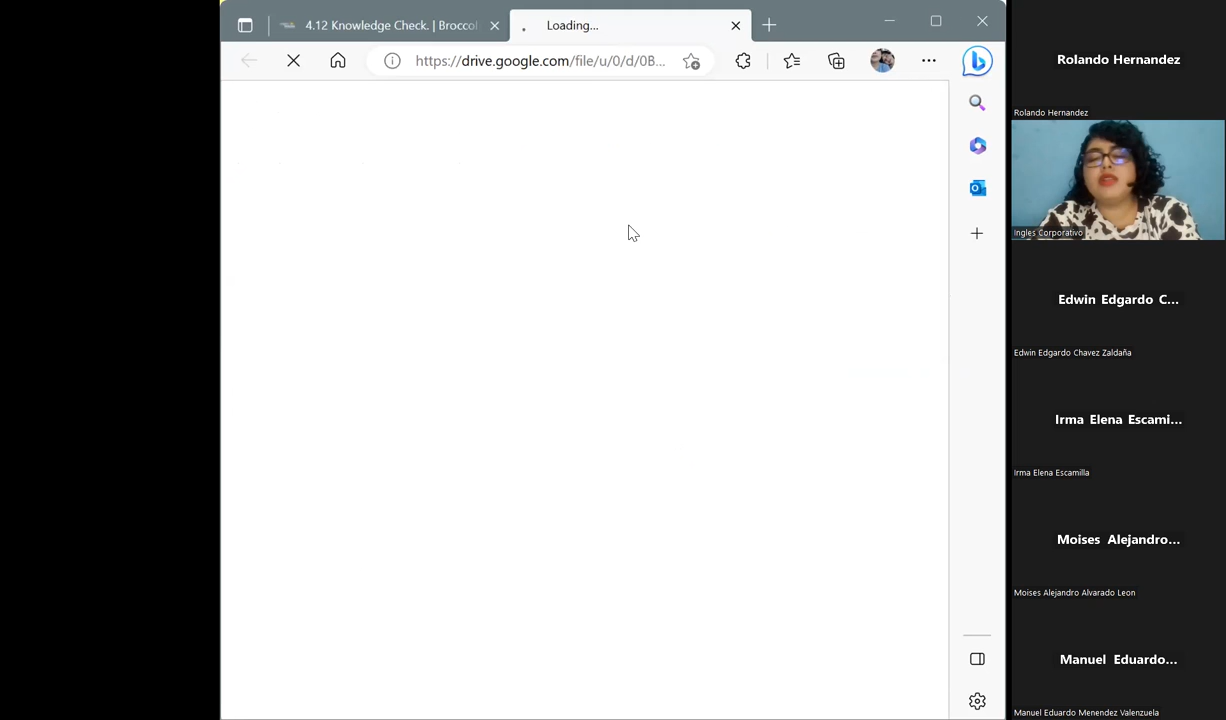 4.12 Knowledge Check. | Broccol
Loading...
https://drive.google.com/file/u/0/d/0B...
Rolando Hernandez
Rolando Hernandez
Ingles Corporativo
Edwin Edgardo C...
Edwin Edgardo Chavez Zaldaña
Irma Elena Escami...
Irma Elena Escamilla
Moises Alejandro...
Moises Alejandro Alvarado Leon
Manuel Eduardo...
Manuel Eduardo Menendez Valenzuela